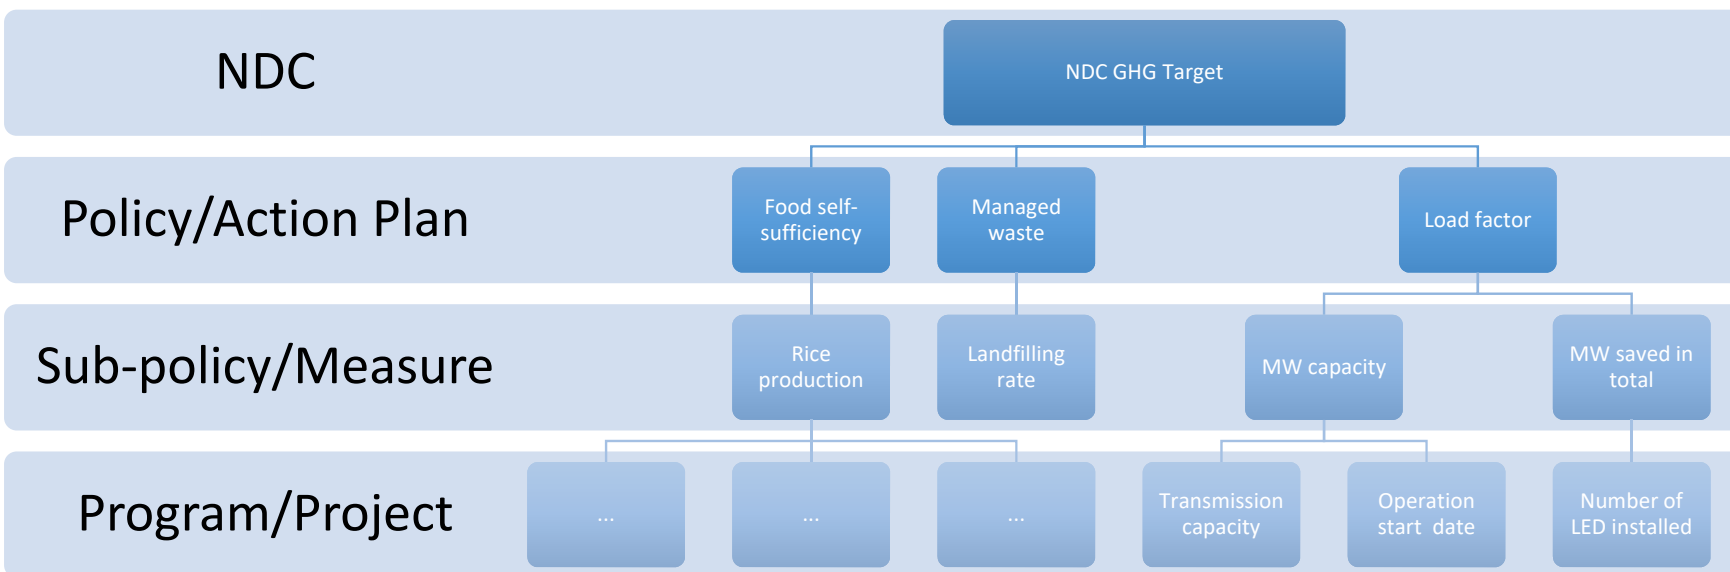 NDC
NDC GHG Target
Policy/Action Plan
Food self-
sufficiency
Managed
waste
Load factor
Sub-policy/Measure
Rice
production
Landfilling
rate
MW capacity
MW saved in
total
Program/Project
...
...
...
Transmission
capacity
Operation
start date
Number of
LED installed